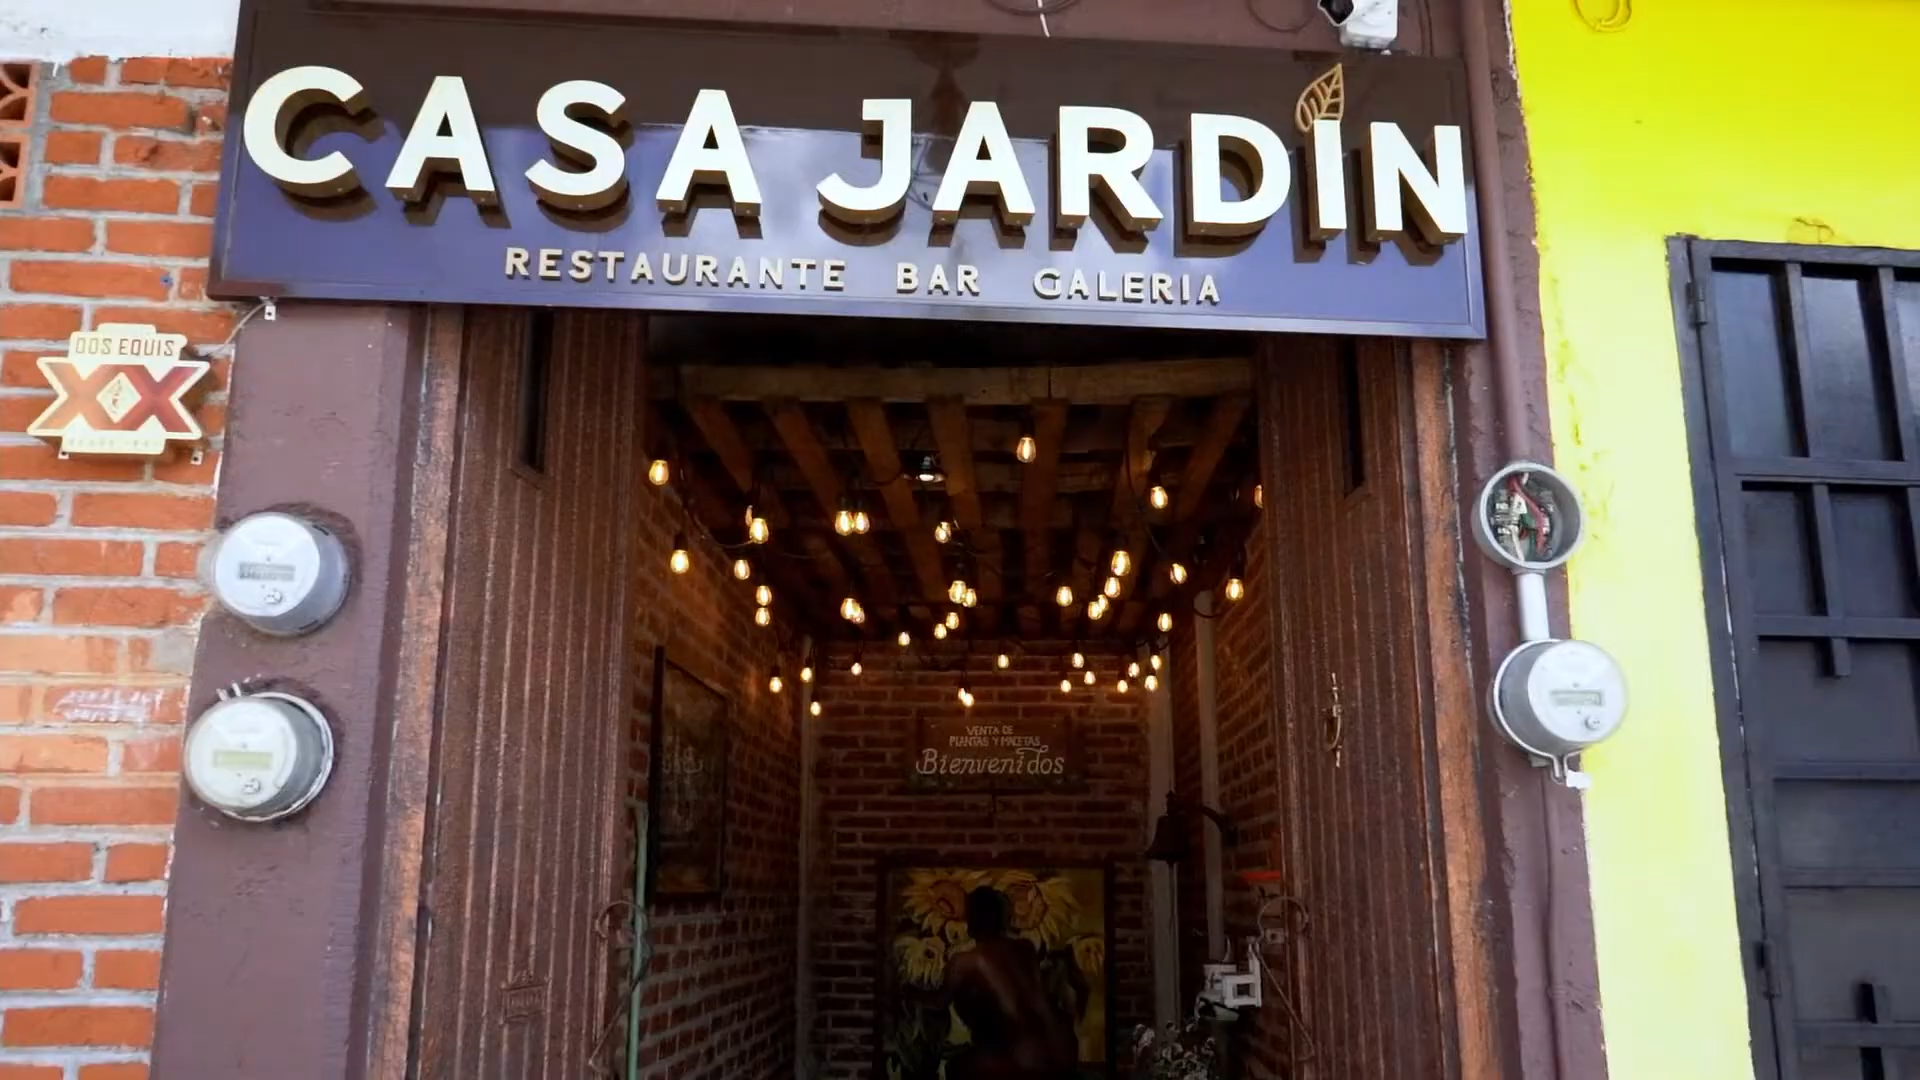 CASA JARDIN
RESTAURANTE BAR GALERIA
DOS EQUIS
XX
VENTA DE
PLANTAS Y MACETAS
Bienvenidos